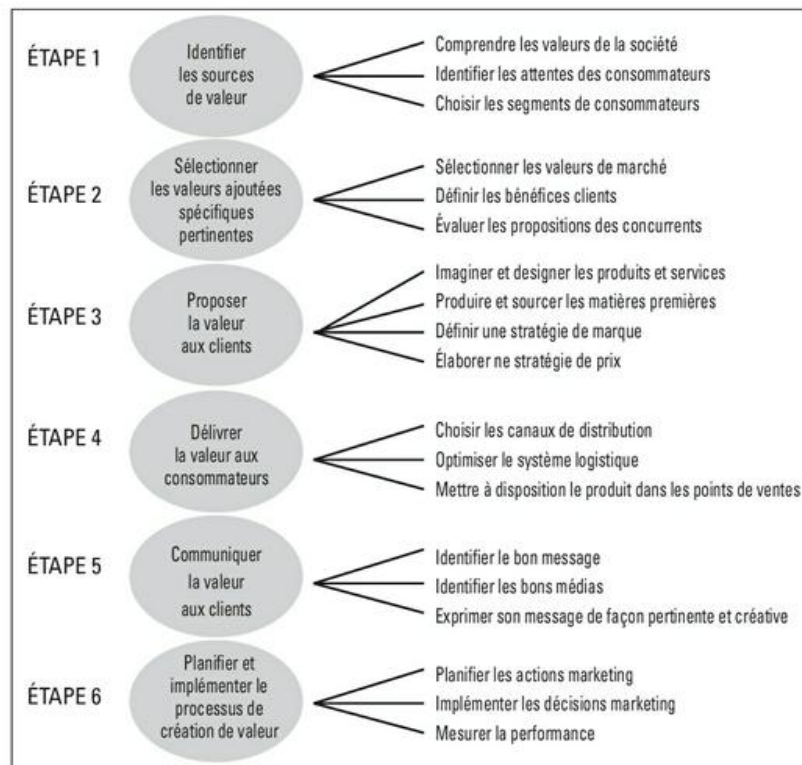 ÉTAPE 1
Identifier
les sources
de valeur
Comprendre les valeurs de la société
Identifier les attentes des consommateurs
Choisir les segments de consommateurs
ÉTAPE 2
Sélectionner
les valeurs ajoutées
spécifiques
pertinentes
Sélectionner les valeurs de marché
Définir les bénéfices clients
Évaluer les propositions des concurrents
ÉTAPE 3
Proposer
la valeur
aux clients
Imaginer et designer les produits et services
Produire et sourcer les matières premières
Définir une stratégie de marque
Élaborer ne stratégie de prix
ÉTAPE 4
Délivrer
la valeur aux
consommateurs
Choisir les canaux de distribution
Optimiser le système logistique
Mettre à disposition le produit dans les points de ventes
ÉTAPE 5
Communiquer
la valeur
aux clients
Identifier le bon message
Identifier les bons médias
Exprimer son message de façon pertinente et créative
ÉTAPE 6
Planifier et
implémenter le
processus de
création de valeur
Planifier les actions marketing
Implémenter les décisions marketing
Mesurer la performance